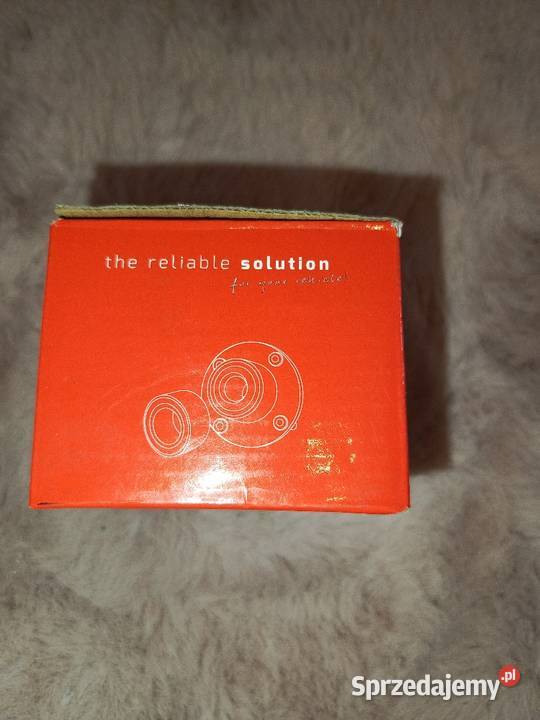 the reliable solution
for your vehicle!
Sprzedajemy.pl